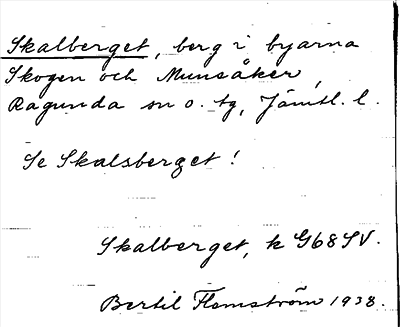 Skalberget, berg i byarna
Skogen och Munsåker,
Ragunda sn o. tg, Jämtl. l.
Se Skalsberget!
Skalberget, k G68SV.
Bertil Flemström 1938.